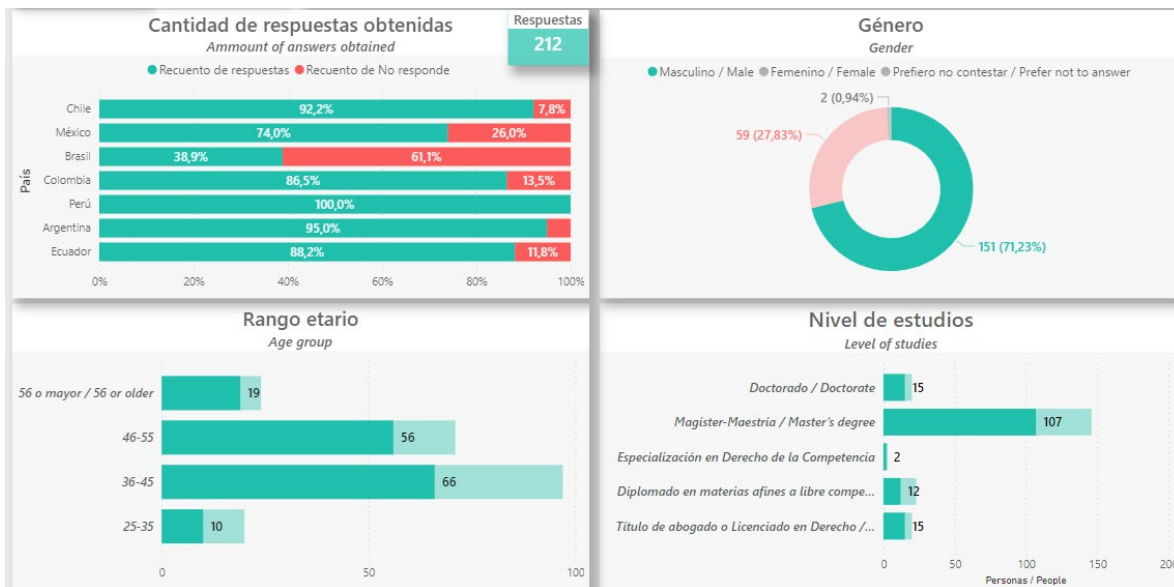 Cantidad de respuestas obtenidas
Ammount of answers obtained
Respuestas
212
Recuento de respuestas Recuento de No responde
País
Chile 92,2% 7,8%
México 74,0% 26,0%
Brasil 38,9% 61,1%
Colombia 86,5% 13,5%
Perú 100,0%
Argentina 95,0%
Ecuador 88,2% 11,8%
0% 20% 40% 60% 80% 100%
Género
Gender
Masculino / Male Femenino / Female Prefiero no contestar / Prefer not to answer
2 (0,94%)
59 (27,83%)
151 (71,23%)
Rango etario
Age group
56 o mayor / 56 or older 19
46-55 56
36-45 66
25-35 10
0 50 100
Nivel de estudios
Level of studies
Doctorado / Doctorate 15
Magíster-Maestría / Master's degree 107
Especialización en Derecho de la Competencia 2
Diplomado en materias afines a libre compe... 12
Título de abogado o Licenciado en Derecho /... 15
0 50 100 150 200
Personas / People